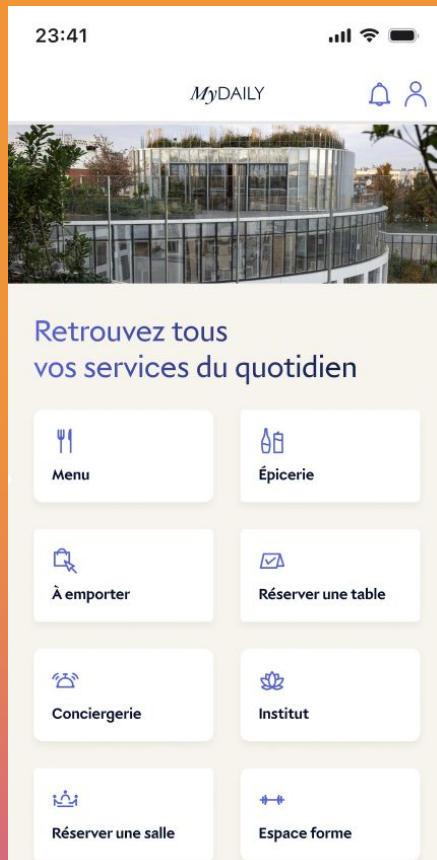 23:41
MyDAILY
Retrouvez tous
vos services du quotidien
Menu
Épicerie
À emporter
Réserver une table
Conciergerie
Institut
Réserver une salle
Espace forme